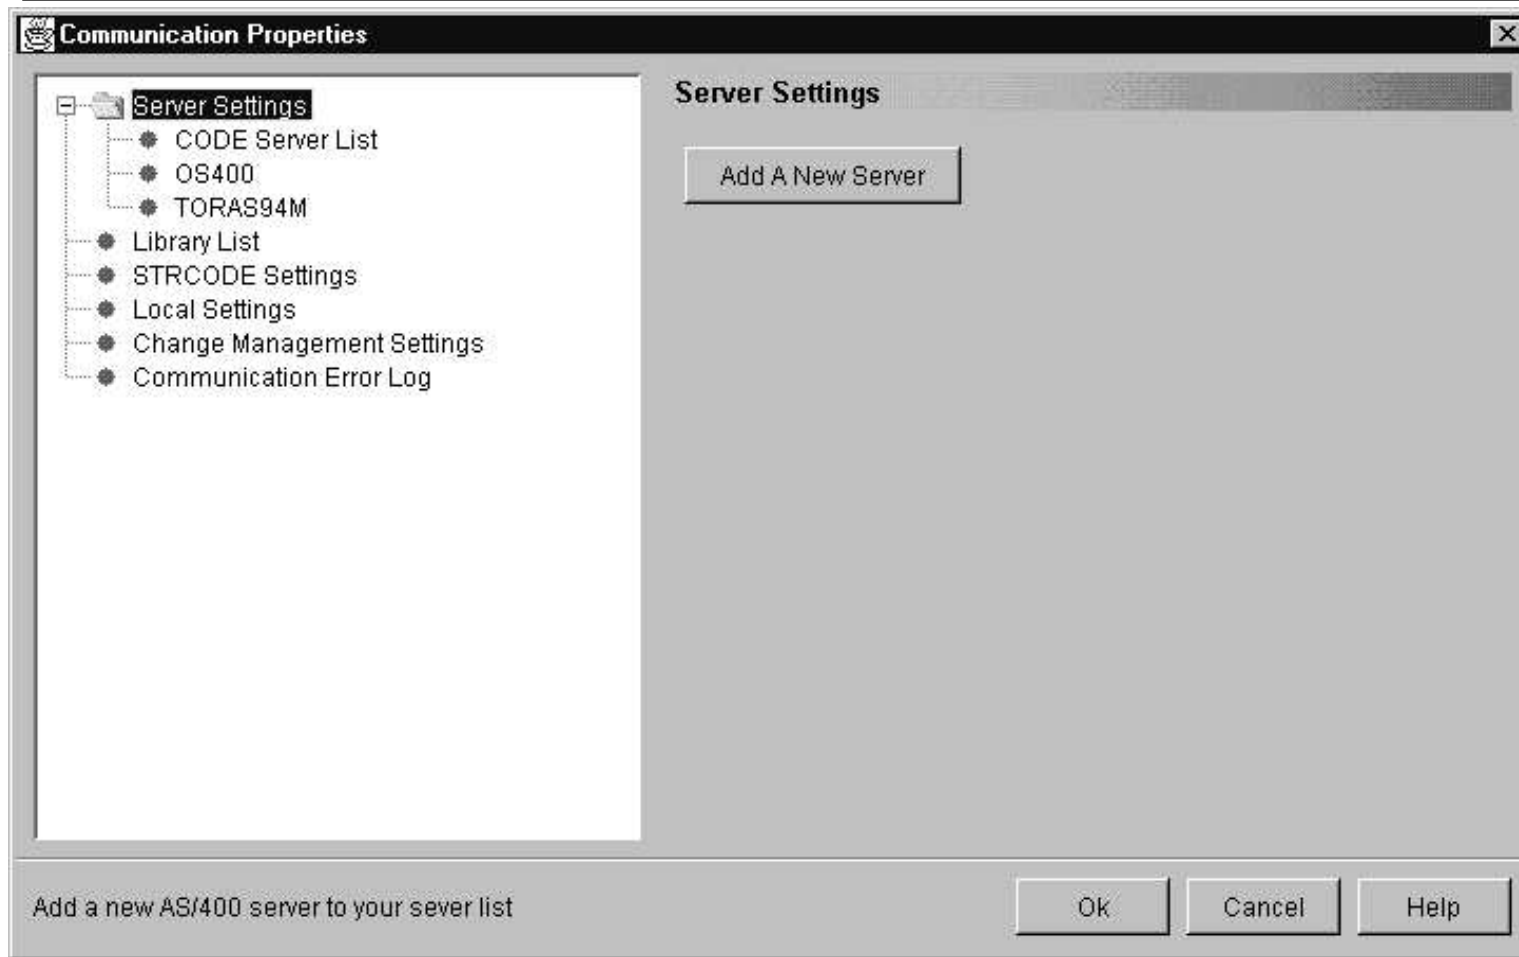 Communication Properties
Server Settings
CODE Server List
OS400
TORAS94M
Library List
STRCODE Settings
Local Settings
Change Management Settings
Communication Error Log
Server Settings
Add A New Server
Add a new AS/400 server to your sever list
Ok
Cancel
Help